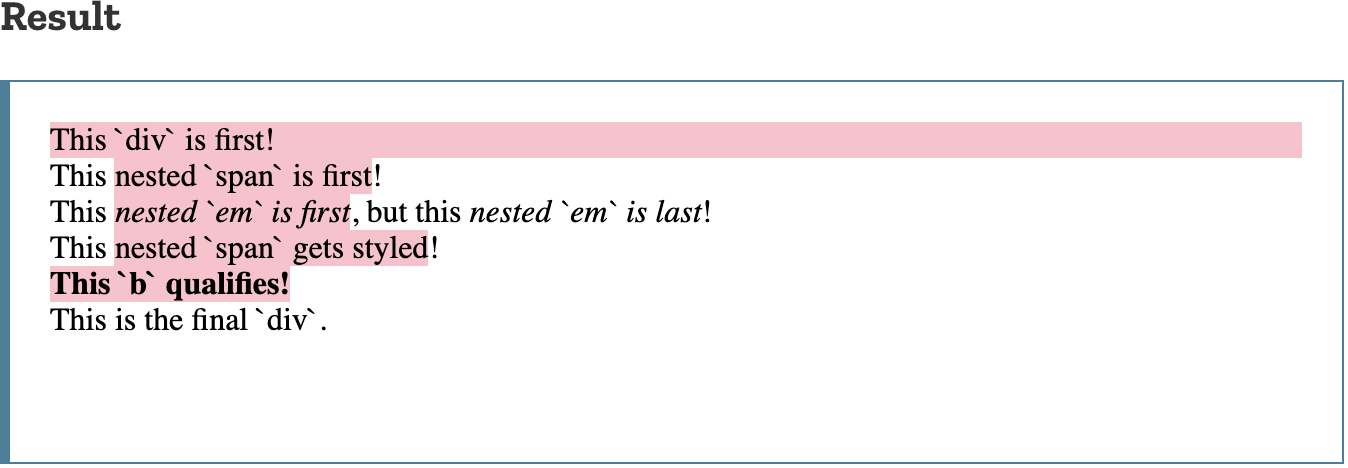 Result
This `div` is first!
This nested `span` is first!
This nested `em` is first, but this nested `em` is last!
This nested `span` gets styled!
This `b` qualifies!
This is the final `div`.